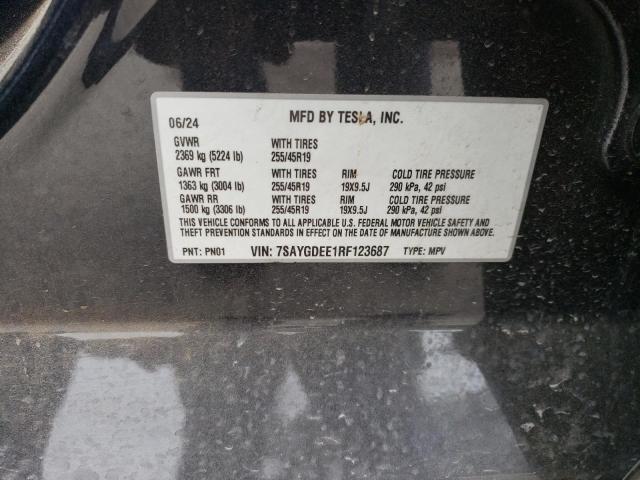 06/24 MFD BY TESLA, INC.
GVWR WITH TIRES
2369 kg (5224 lb) 255/45R19
GAWR FRT WITH TIRES RIM COLD TIRE PRESSURE
1363 kg (3004 lb) 255/45R19 19X9.5J 290 kPa, 42 psi
GAWR RR WITH TIRES RIM COLD TIRE PRESSURE
1500 kg (3306 lb) 255/45R19 19X9.5J 290 kPa, 42 psi
THIS VEHICLE CONFORMS TO ALL APPLICABLE U.S. FEDERAL MOTOR VEHICLE SAFETY AND
THEFT PREVENTION STANDARDS IN EFFECT ON THE DATE OF MANUFACTURE SHOWN ABOVE.
PNT: PN01 VIN: 7SAYGDEE1RF123687 TYPE: MPV